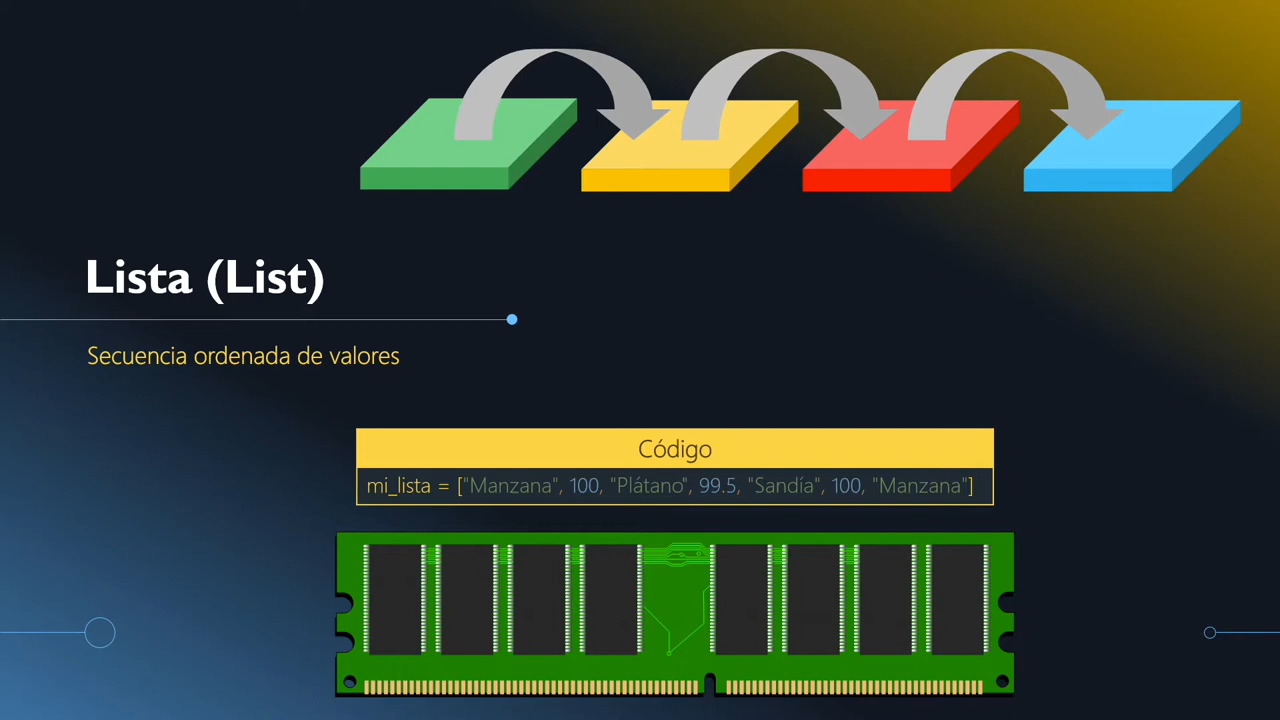 Lista (List)
Secuencia ordenada de valores
Código
mi_lista = ["Manzana", 100, "Plátano", 99.5, "Sandía", 100, "Manzana"]